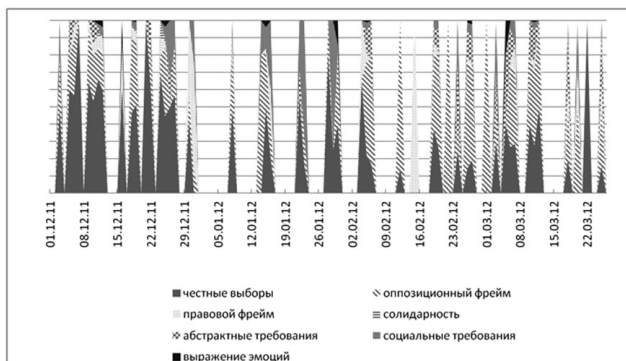 01.12.11 08.12.11 15.12.11 22.12.11 29.12.11 05.01.12 12.01.12 19.01.12 26.01.12 02.02.12 09.02.12 16.02.12 23.02.12 01.03.12 08.03.12 15.03.12 22.03.12
честные выборы оппозиционный фрейм
правовой фрейм солидарность
абстрактные требования социальные требования
выражение эмоций